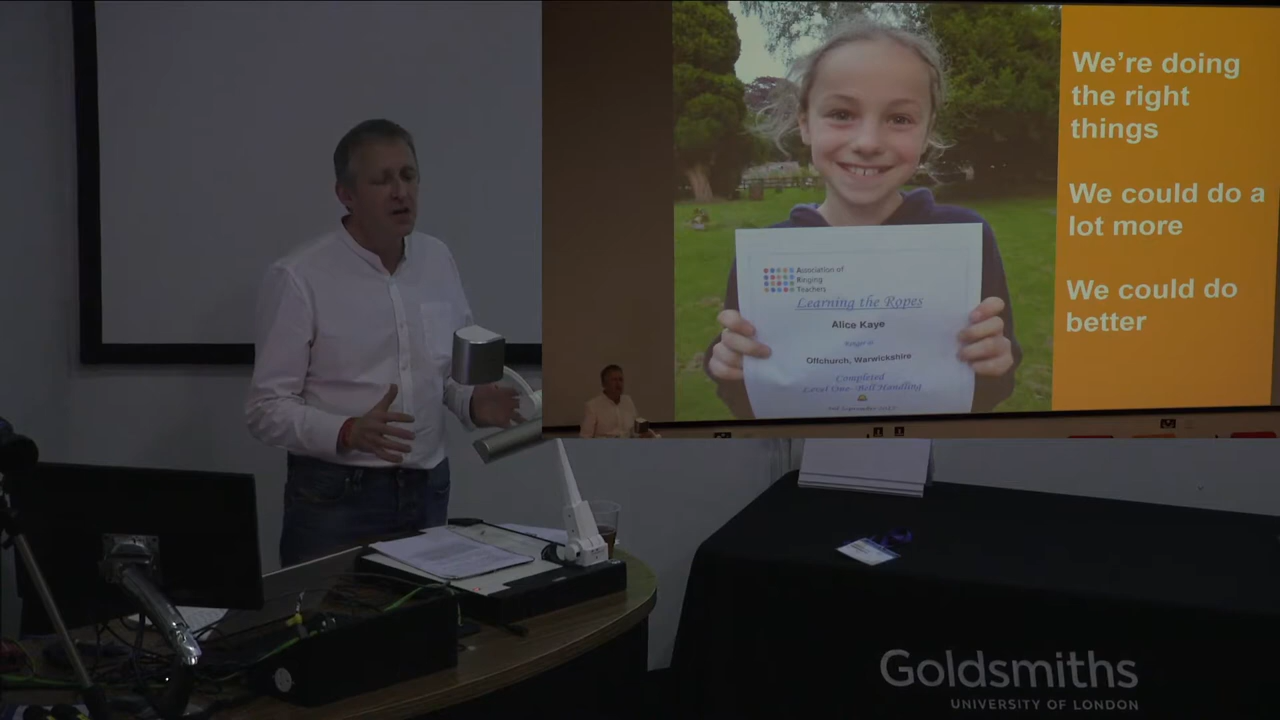 We're doing
the right
things
We could do a
lot more
We could do
better
Association of
Ringing
Teachers
Learning the Ropes
Alice Kaye
Offchurch, Warwickshire
Completed
Level One- Bell Handling
Goldsmiths
UNIVERSITY OF LONDON